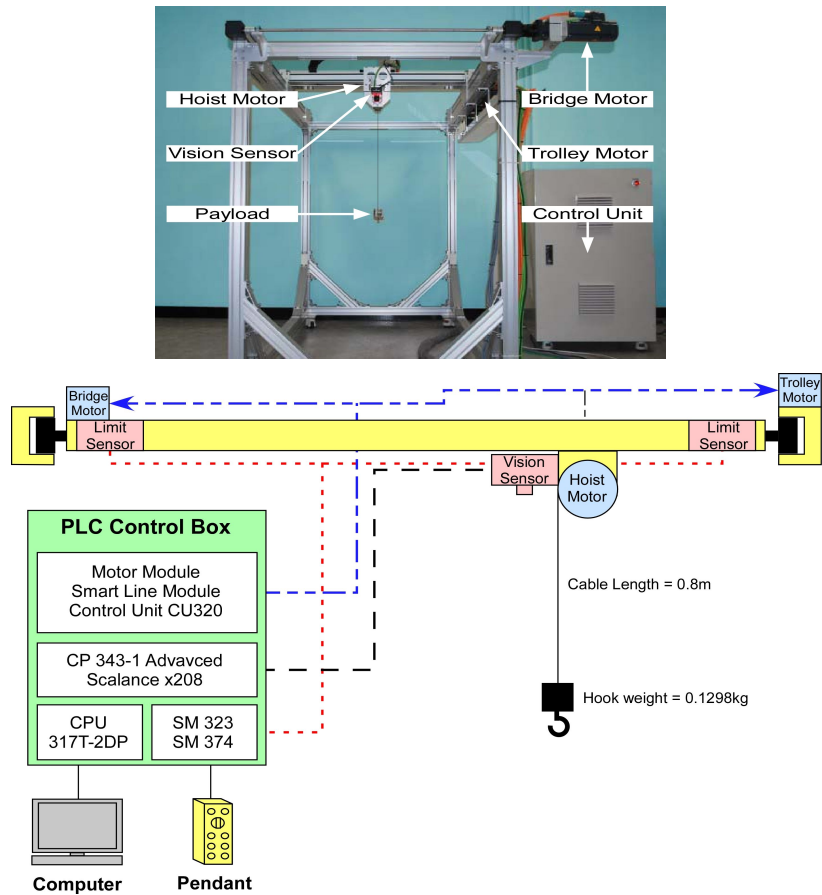 Hoist Motor
Bridge Motor
Vision Sensor
Trolley Motor
Payload
Control Unit
Bridge
Motor
Trolley
Motor
Limit
Sensor
Limit
Sensor
Vision
Sensor
Hoist
Motor
PLC Control Box
Motor Module
Smart Line Module
Control Unit CU320
Cable Length = 0.8m
CP 343-1 Advavced
Scalance x208
Hook weight = 0.1298kg
CPU
317T-2DP
SM 323
SM 374
Computer
Pendant